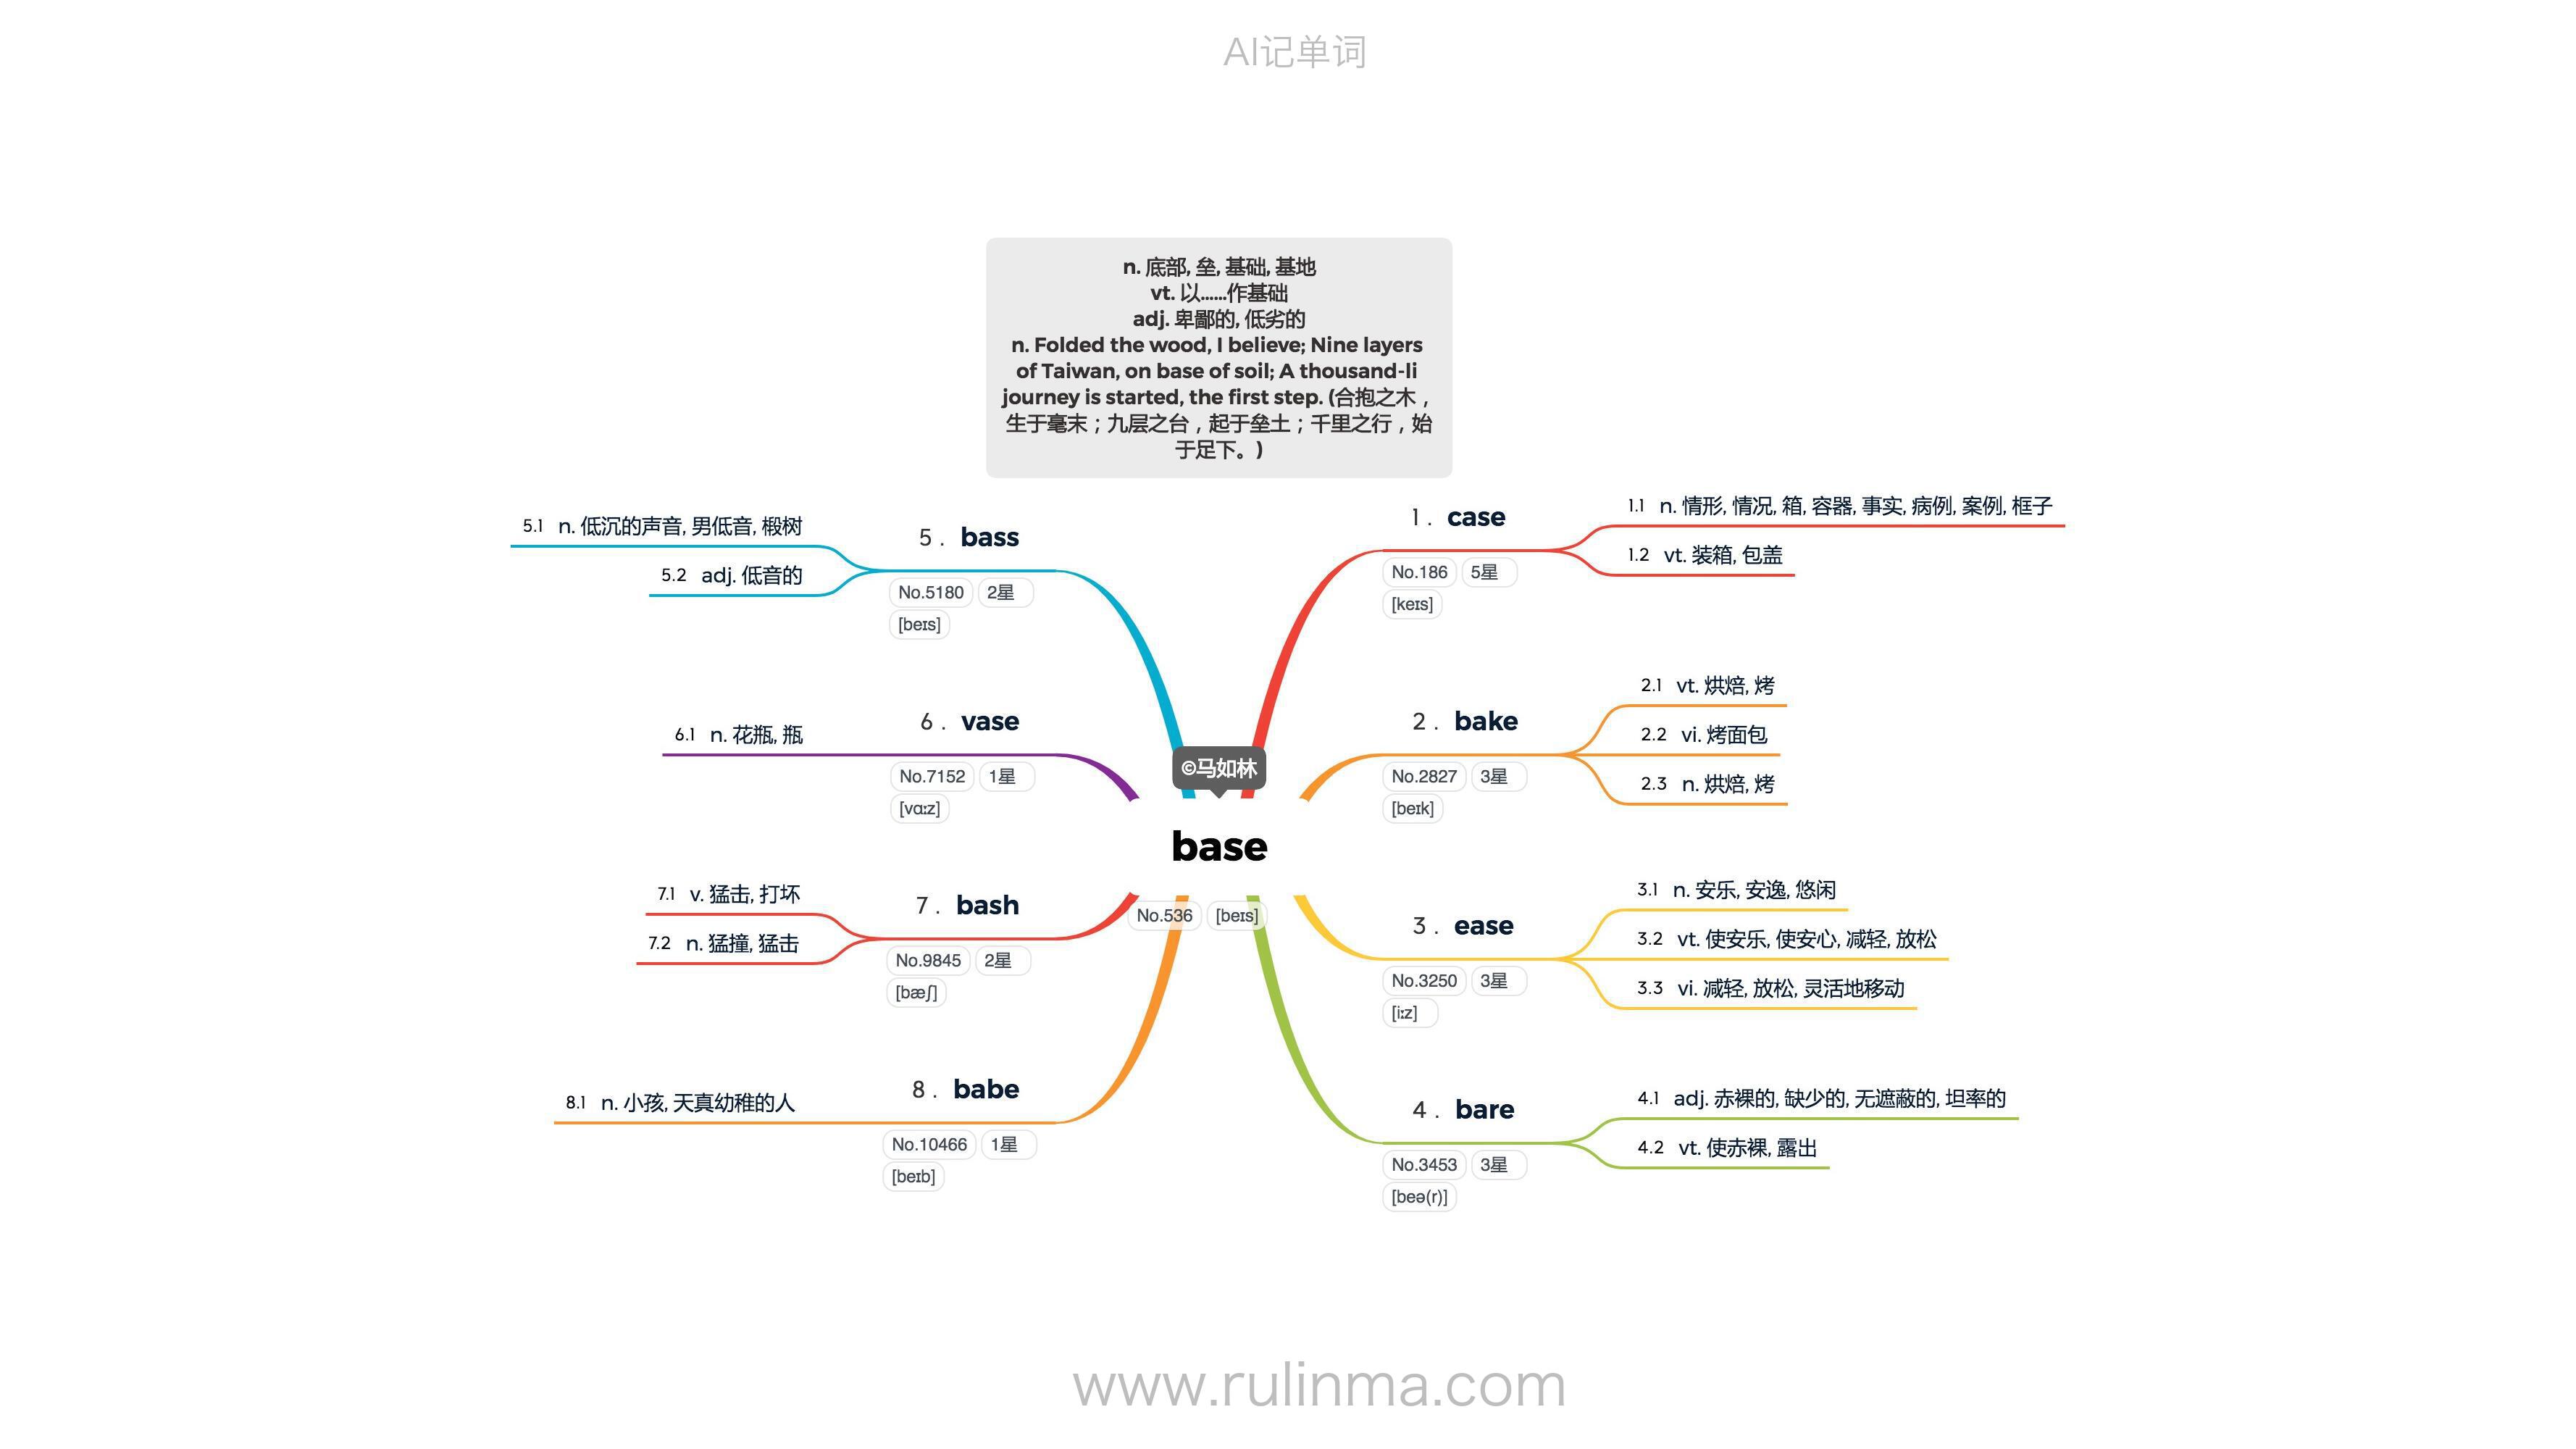 AI记单词
n. 底部, 垒, 基础, 基地
vt. 以......作基础
adj. 卑鄙的, 低劣的
n. Folded the wood, I believe; Nine layers
of Taiwan, on base of soil; A thousand-li
journey is started, the first step. (合抱之木，
生于毫末；九层之台，起于垒土；千里之行，始
于足下。)
©马如林
base
No.536 [beɪs]
1. case
No.186 5星
[keɪs]
1.1 n. 情形, 情况, 箱, 容器, 事实, 病例, 案例, 框子
1.2 vt. 装箱, 包盖
2. bake
No.2827 3星
[beɪk]
2.1 vt. 烘焙, 烤
2.2 vi. 烤面包
2.3 n. 烘焙, 烤
3. ease
No.3250 3星
[iːz]
3.1 n. 安乐, 安逸, 悠闲
3.2 vt. 使安乐, 使安心, 减轻, 放松
3.3 vi. 减轻, 放松, 灵活地移动
4. bare
No.3453 3星
[beə(r)]
4.1 adj. 赤裸的, 缺少的, 无遮蔽的, 坦率的
4.2 vt. 使赤裸, 露出
5. bass
No.5180 2星
[beɪs]
5.1 n. 低沉的声音, 男低音, 椴树
5.2 adj. 低音的
6. vase
No.7152 1星
[vɑːz]
6.1 n. 花瓶, 瓶
7. bash
No.9845 2星
[bæʃ]
7.1 v. 猛击, 打坏
7.2 n. 猛撞, 猛击
8. babe
No.10466 1星
[beɪb]
8.1 n. 小孩, 天真幼稚的人
www.rulinma.com